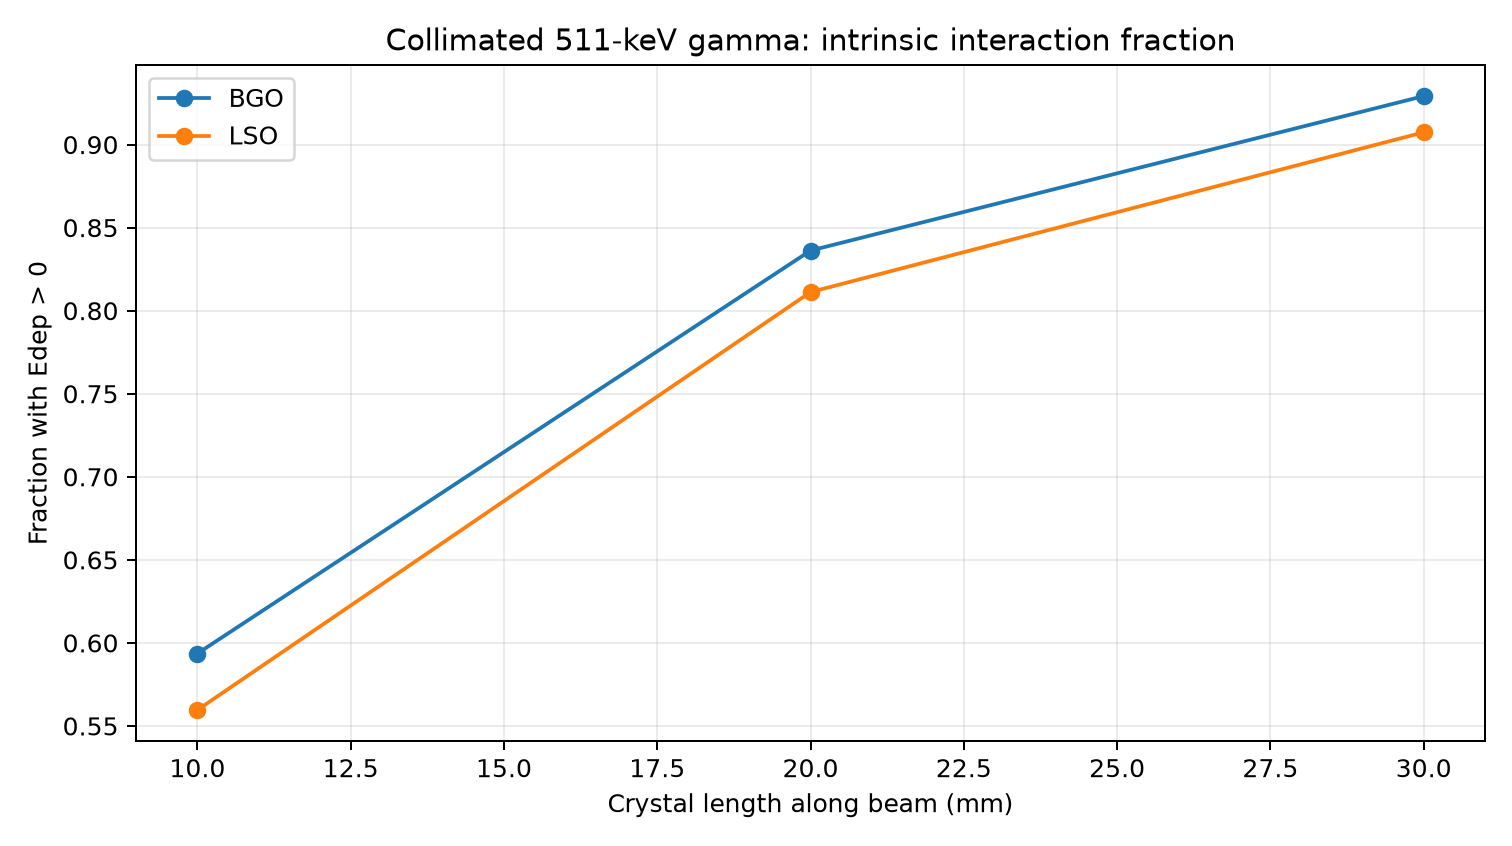 Collimated 511-keV gamma: intrinsic interaction fraction
BGO
LSO
Fraction with Edep > 0
0.90
0.85
0.80
0.75
0.70
0.65
0.60
0.55
10.0 12.5 15.0 17.5 20.0 22.5 25.0 27.5 30.0
Crystal length along beam (mm)